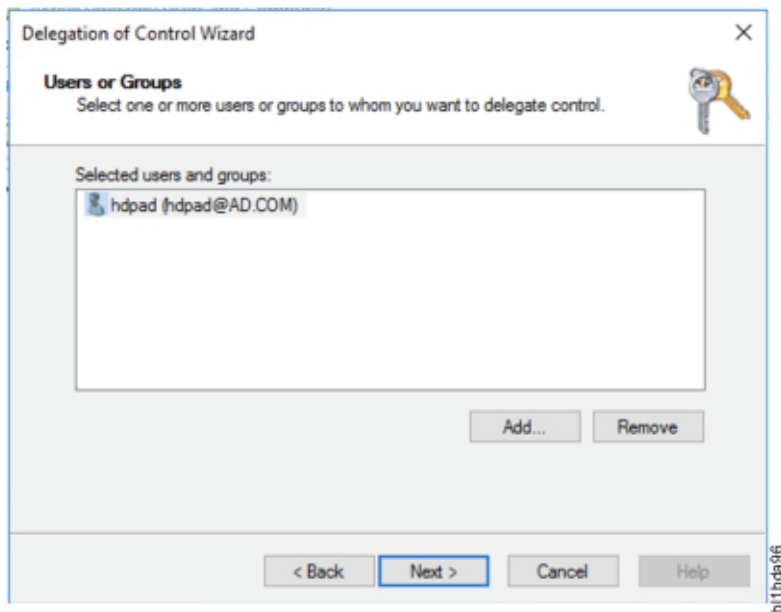 Delegation of Control Wizard
Users or Groups
Select one or more users or groups to whom you want to delegate control.
Selected users and groups:
hdpad (hdpad@AD.COM)
Add...
Remove
< Back
Next >
Cancel
Help
bl1hda96